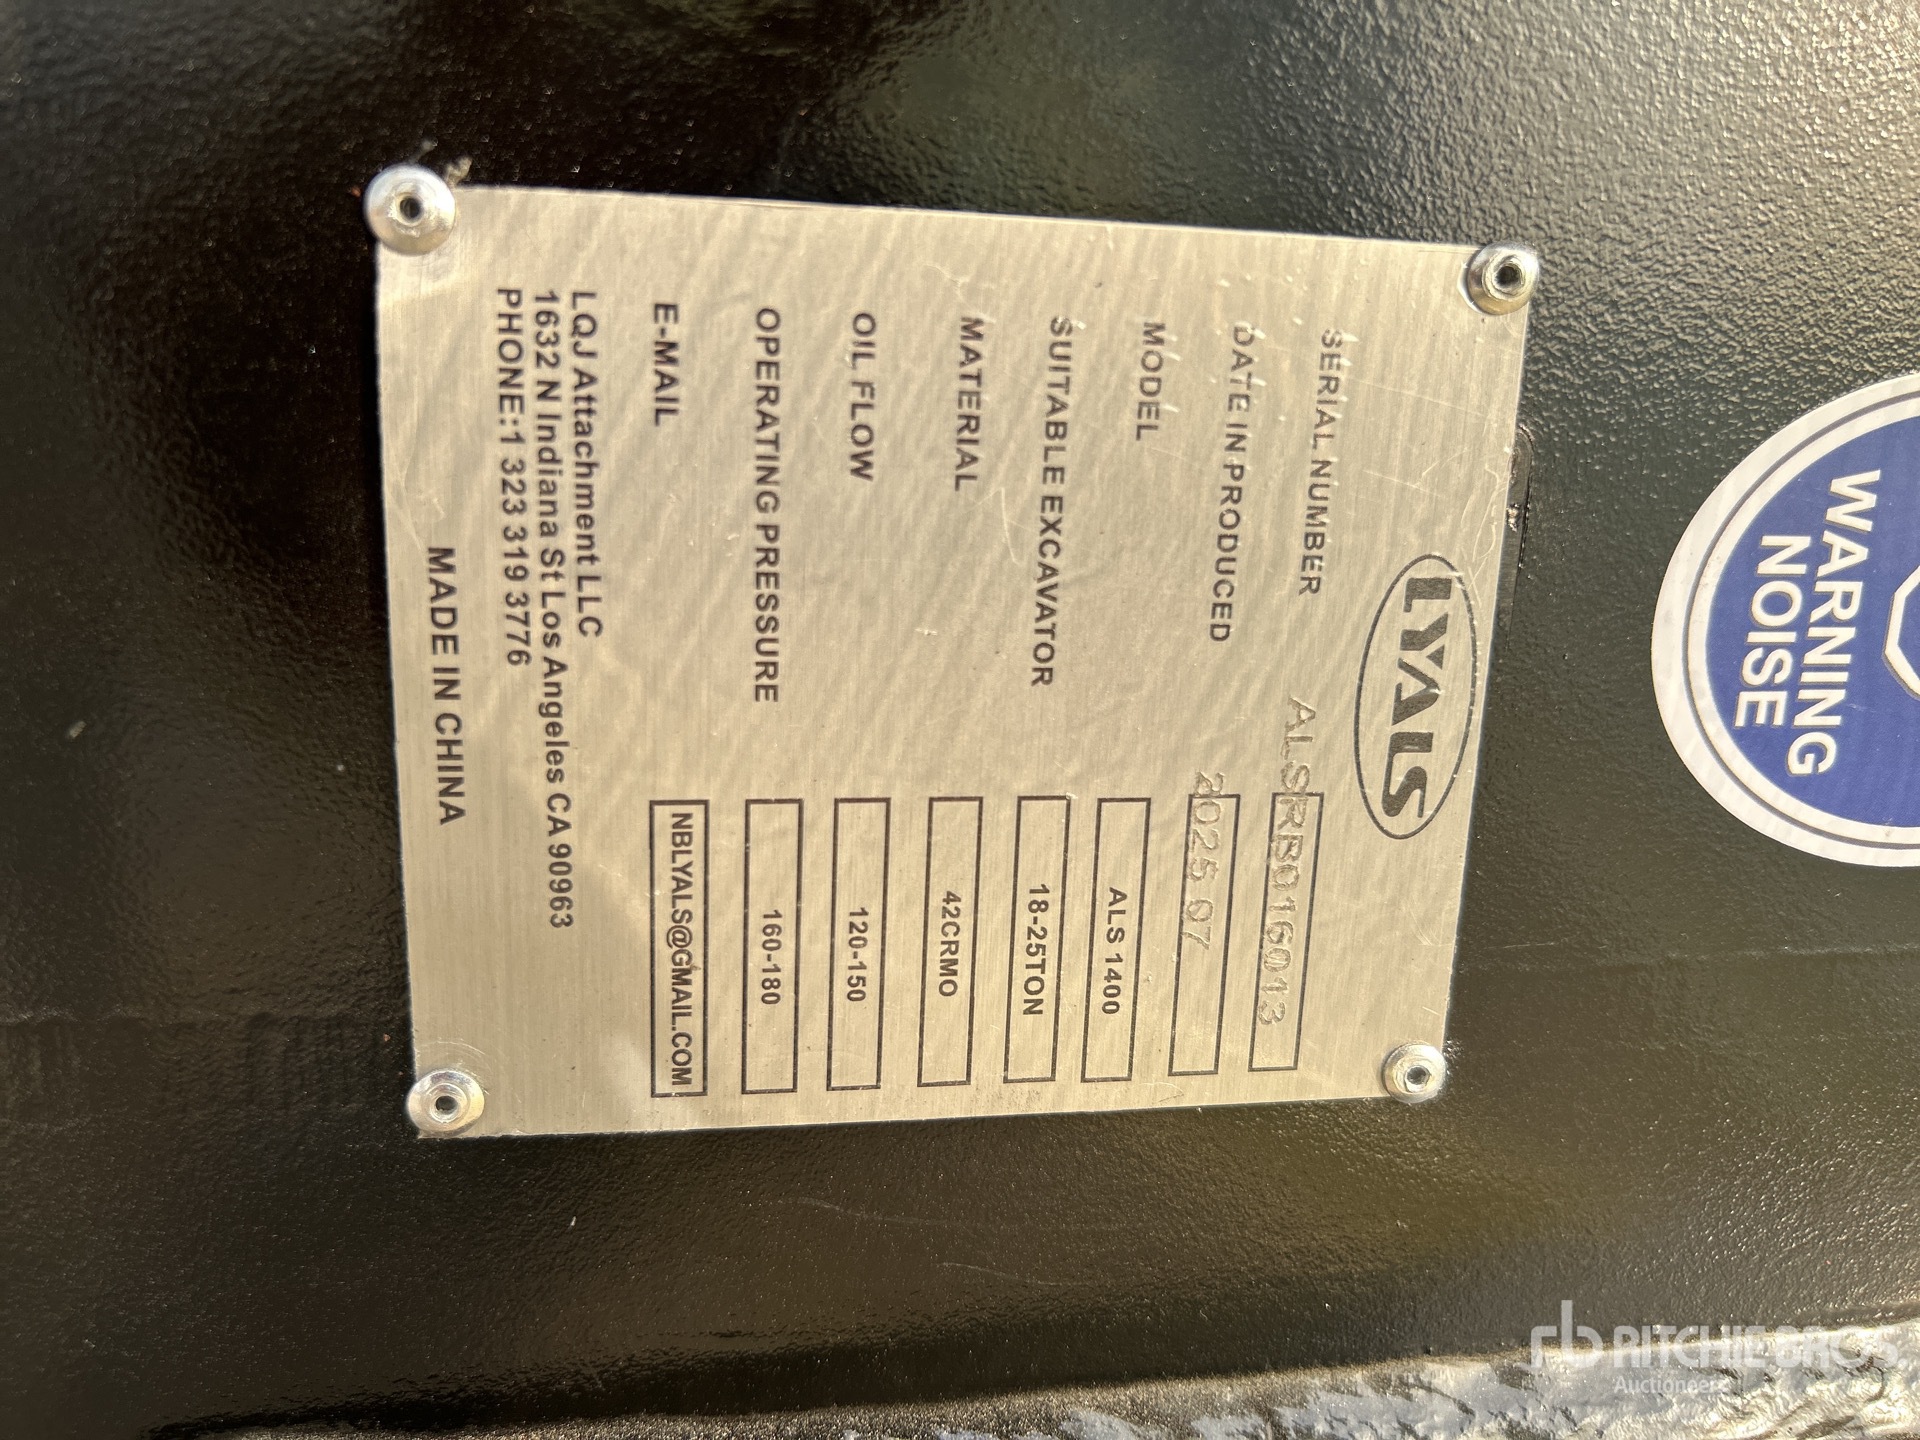 LYALS
SERIAL NUMBER ALSRB016013
DATE IN PRODUCED 2025 07
MODEL ALS 1400
SUITABLE EXCAVATOR 18-25TON
MATERIAL 42CRMO
OIL FLOW 120-150
OPERATING PRESSURE 160-180
E-MAIL NBLYALS@GMAIL.COM
LQJ Attachment LLC
1632 N Indiana St Los Angeles CA 90963
PHONE:1 323 319 3776
MADE IN CHINA
WARNING
NOISE
rb RITCHIE BROS.
Auctioneers